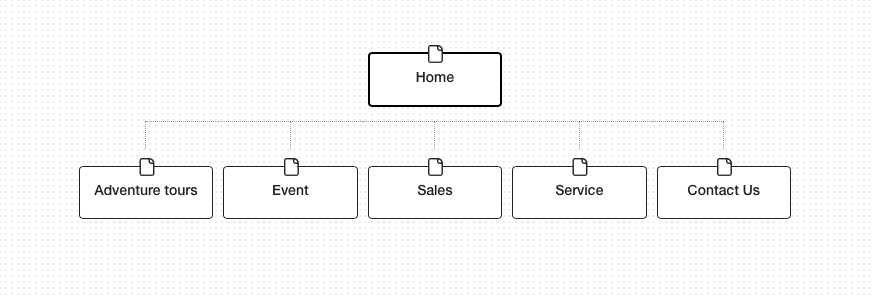 Home
Adventure tours
Event
Sales
Service
Contact Us